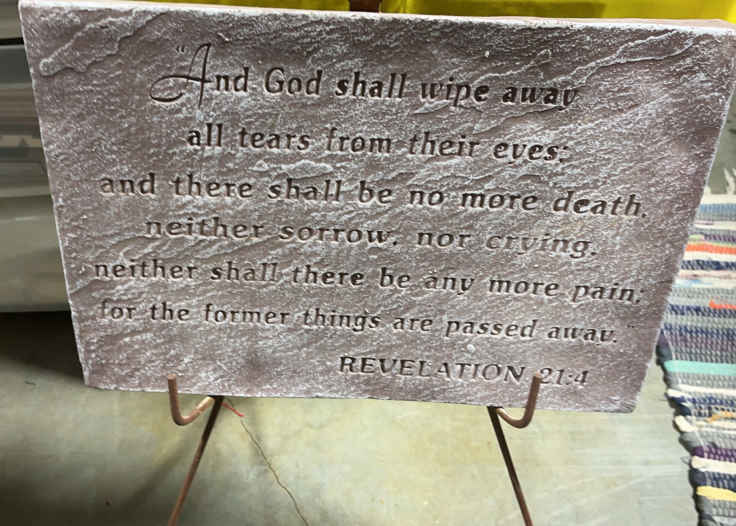 "And God shall wipe away
all tears from their eyes;
and there shall be no more death,
neither sorrow, nor crying,
neither shall there be any more pain;
for the former things are passed away."
REVELATION 21:4